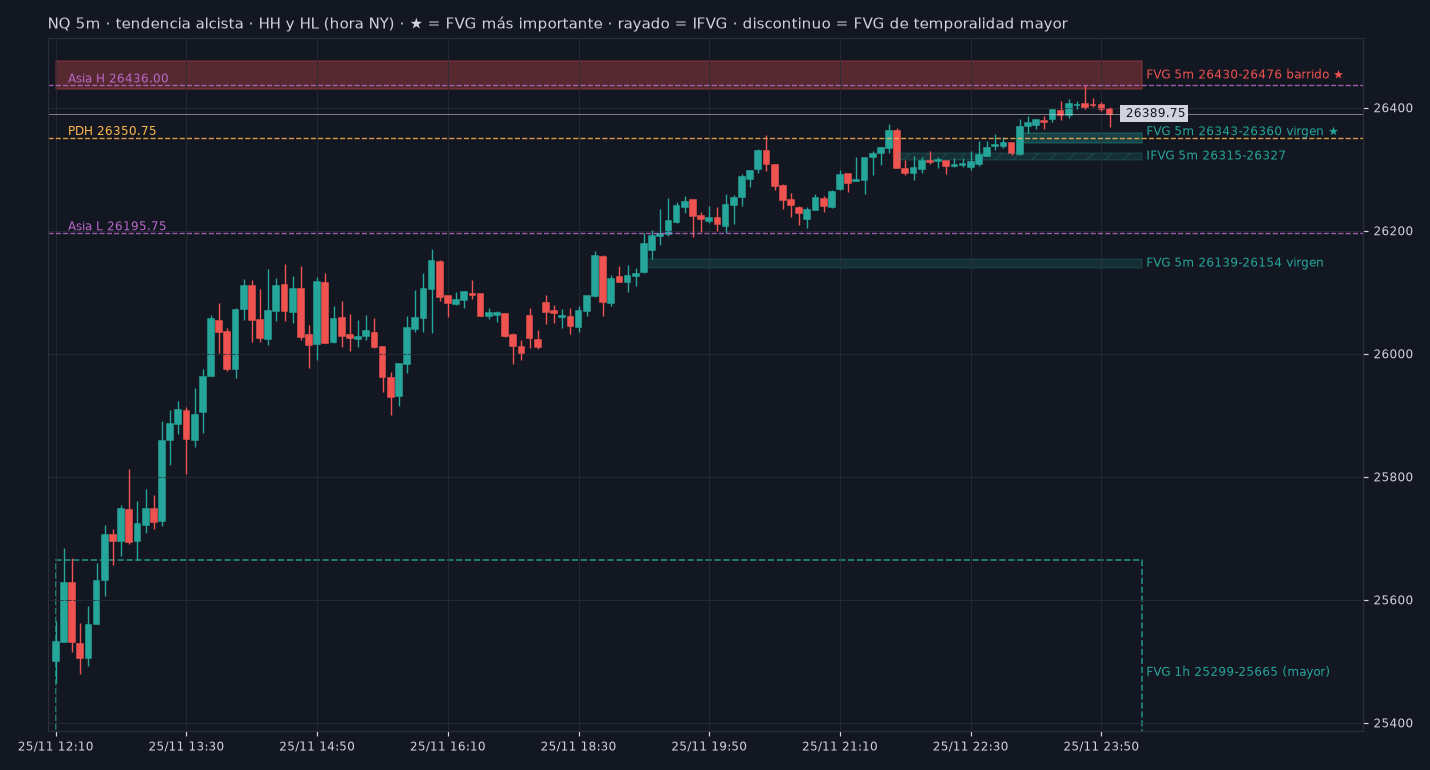 NQ 5m · tendencia alcista · HH y HL (hora NY) · ★ = FVG más importante · rayado = IFVG · discontinuo = FVG de temporalidad mayor
Asia H 26436.00
FVG 5m 26430-26476 barrido ★
26400
26389.75
PDH 26350.75
FVG 5m 26343-26360 virgen ★
IFVG 5m 26315-26327
Asia L 26195.75
26200
FVG 5m 26139-26154 virgen
26000
25800
25600
FVG 1h 25299-25665 (mayor)
25400
25/11 12:10 25/11 13:30 25/11 14:50 25/11 16:10 25/11 18:30 25/11 19:50 25/11 21:10 25/11 22:30 25/11 23:50